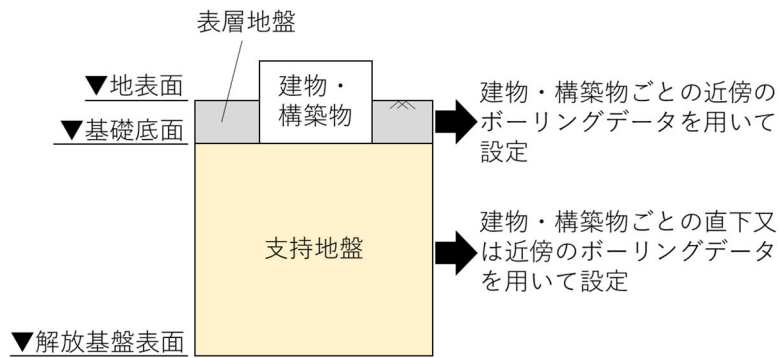 表層地盤
▼地表面
建物・
構築物
▼基礎底面
建物・構築物ごとの近傍の
ボーリングデータを用いて
設定
支持地盤
建物・構築物ごとの直下又
は近傍のボーリングデータ
を用いて設定
▼解放基盤表面